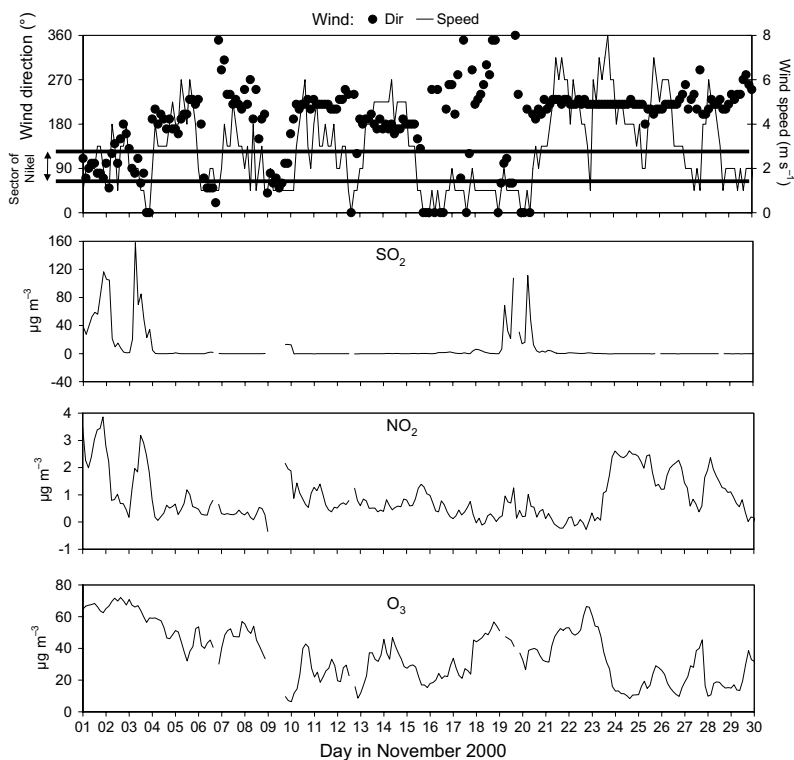 Wind: ● Dir — Speed
Wind direction (°)
Sector of
Nikel
360
270
180
90
0
8
6
4
2
0
Wind speed (m s⁻¹)
SO₂
µg m⁻³
160
120
80
40
0
−40
NO₂
µg m⁻³
4
3
2
1
0
−1
O₃
µg m⁻³
80
60
40
20
0
01 02 03 04 05 06 07 08 09 10 11 12 13 14 15 16 17 18 19 20 21 22 23 24 25 26 27 28 29 30
Day in November 2000